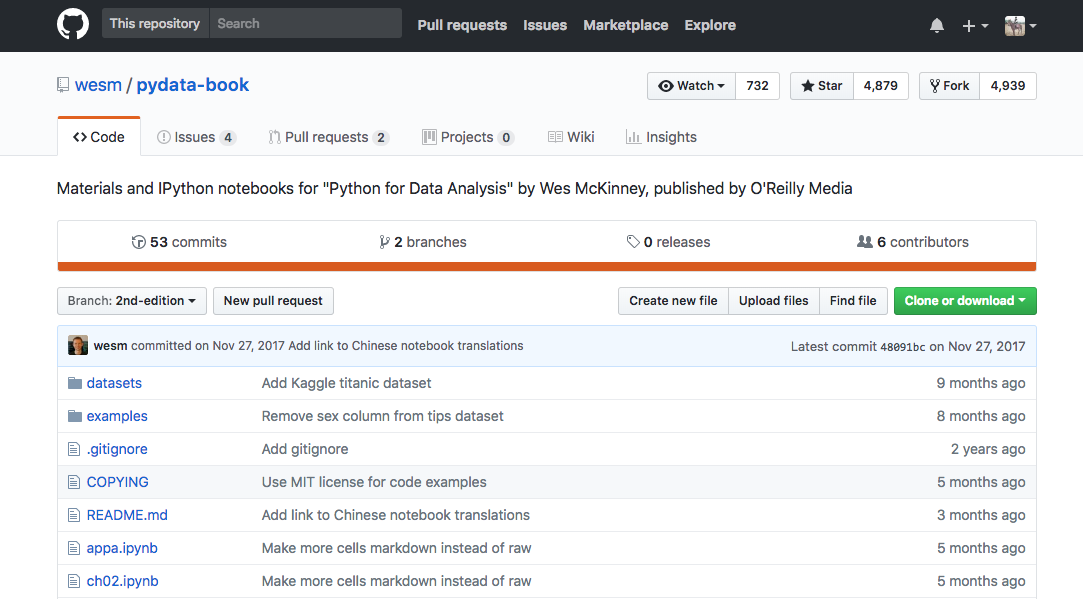 This repository Search Pull requests Issues Marketplace Explore
wesm / pydata-book Watch 732 Star 4,879 Fork 4,939
Code Issues 4 Pull requests 2 Projects 0 Wiki Insights
Materials and IPython notebooks for "Python for Data Analysis" by Wes McKinney, published by O'Reilly Media
53 commits 2 branches 0 releases 6 contributors
Branch: 2nd-edition New pull request Create new file Upload files Find file Clone or download
wesm committed on Nov 27, 2017 Add link to Chinese notebook translations Latest commit 48091bc on Nov 27, 2017
datasets Add Kaggle titanic dataset 9 months ago
examples Remove sex column from tips dataset 8 months ago
.gitignore Add gitignore 2 years ago
COPYING Use MIT license for code examples 5 months ago
README.md Add link to Chinese notebook translations 3 months ago
appa.ipynb Make more cells markdown instead of raw 5 months ago
ch02.ipynb Make more cells markdown instead of raw 5 months ago